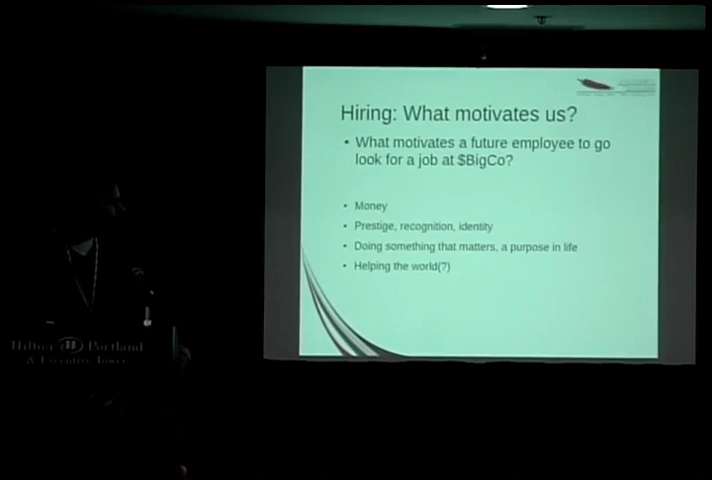 Hiring: What motivates us?
• What motivates a future employee to go
look for a job at $BigCo?
• Money
• Prestige, recognition, identity
• Doing something that matters, a purpose in life
• Helping the world(?)
Hilton Portland
& Executive Tower